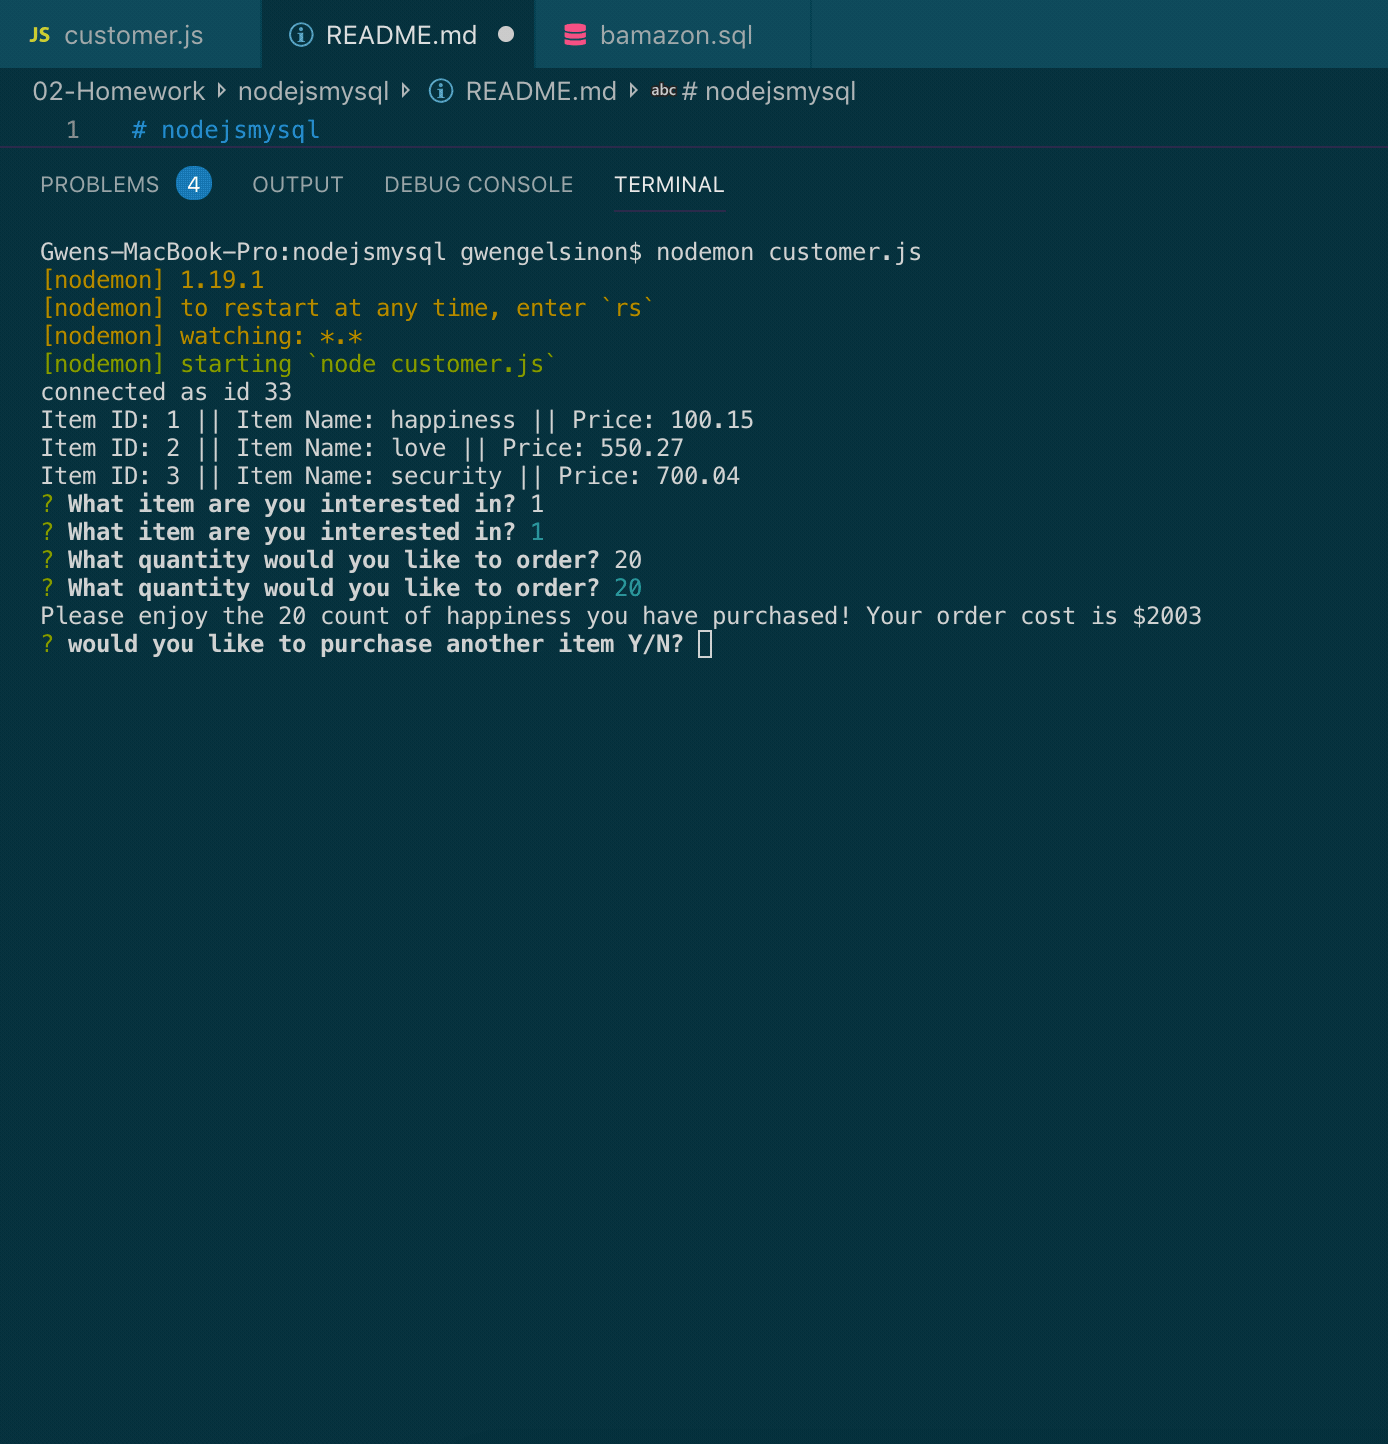 JS customer.js README.md bamazon.sql
02-Homework nodejsmysql README.md abc # nodejsmysql
1 # nodejsmysql
PROBLEMS 4 OUTPUT DEBUG CONSOLE TERMINAL
Gwens-MacBook-Pro:nodejsmysql gwengelsinon$ nodemon customer.js
[nodemon] 1.19.1
[nodemon] to restart at any time, enter `rs`
[nodemon] watching: *.*
[nodemon] starting `node customer.js`
connected as id 33
Item ID: 1 || Item Name: happiness || Price: 100.15
Item ID: 2 || Item Name: love || Price: 550.27
Item ID: 3 || Item Name: security || Price: 700.04
? What item are you interested in? 1
? What item are you interested in? 1
? What quantity would you like to order? 20
? What quantity would you like to order? 20
Please enjoy the 20 count of happiness you have purchased! Your order cost is $2003
? would you like to purchase another item Y/N?